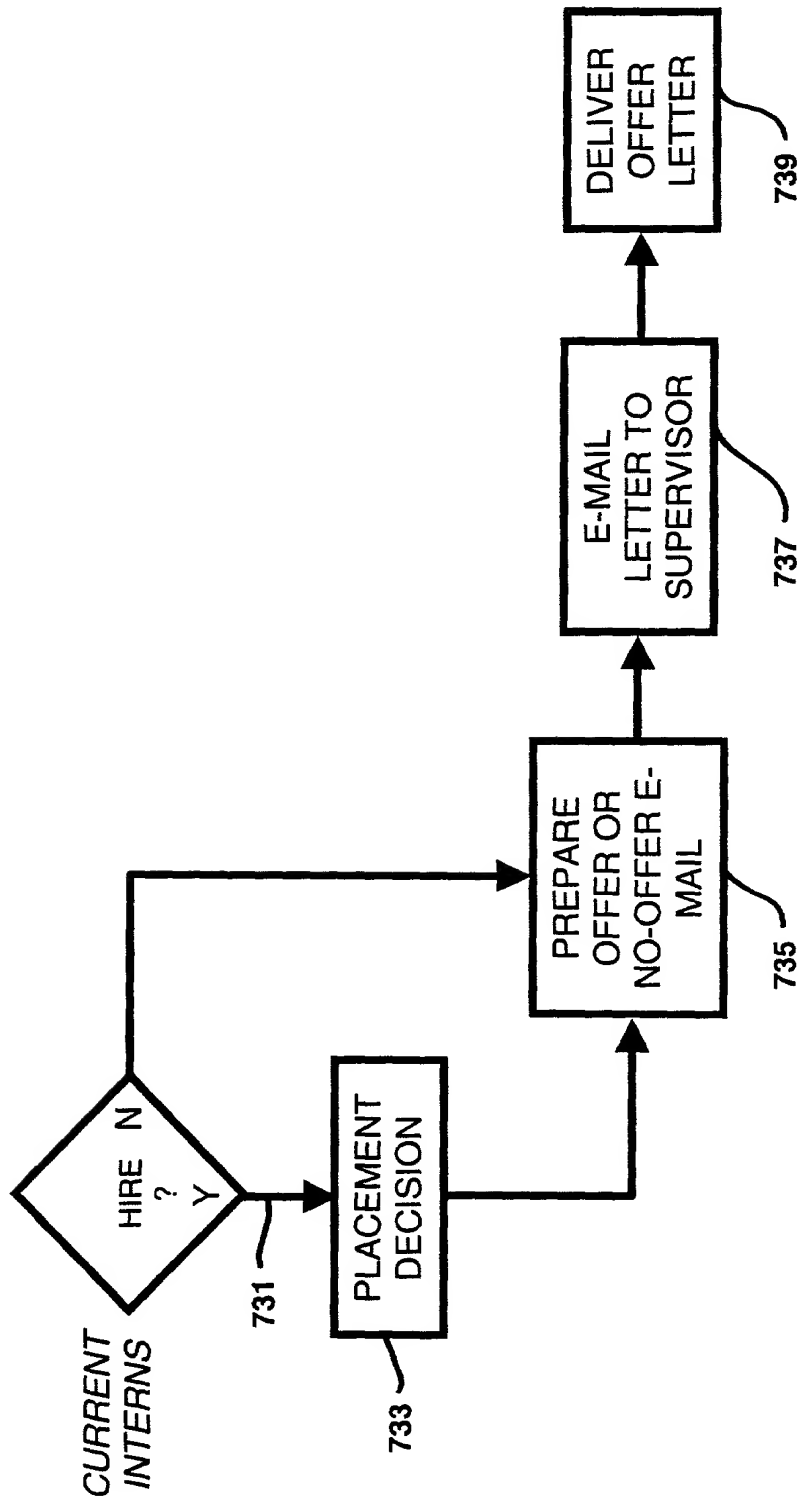 CURRENT
INTERNS
HIRE N
?
Y
731
PLACEMENT
DECISION
733
PREPARE
OFFER OR
NO-OFFER E-
MAIL
735
E-MAIL
LETTER TO
SUPERVISOR
737
DELIVER
OFFER
LETTER
739